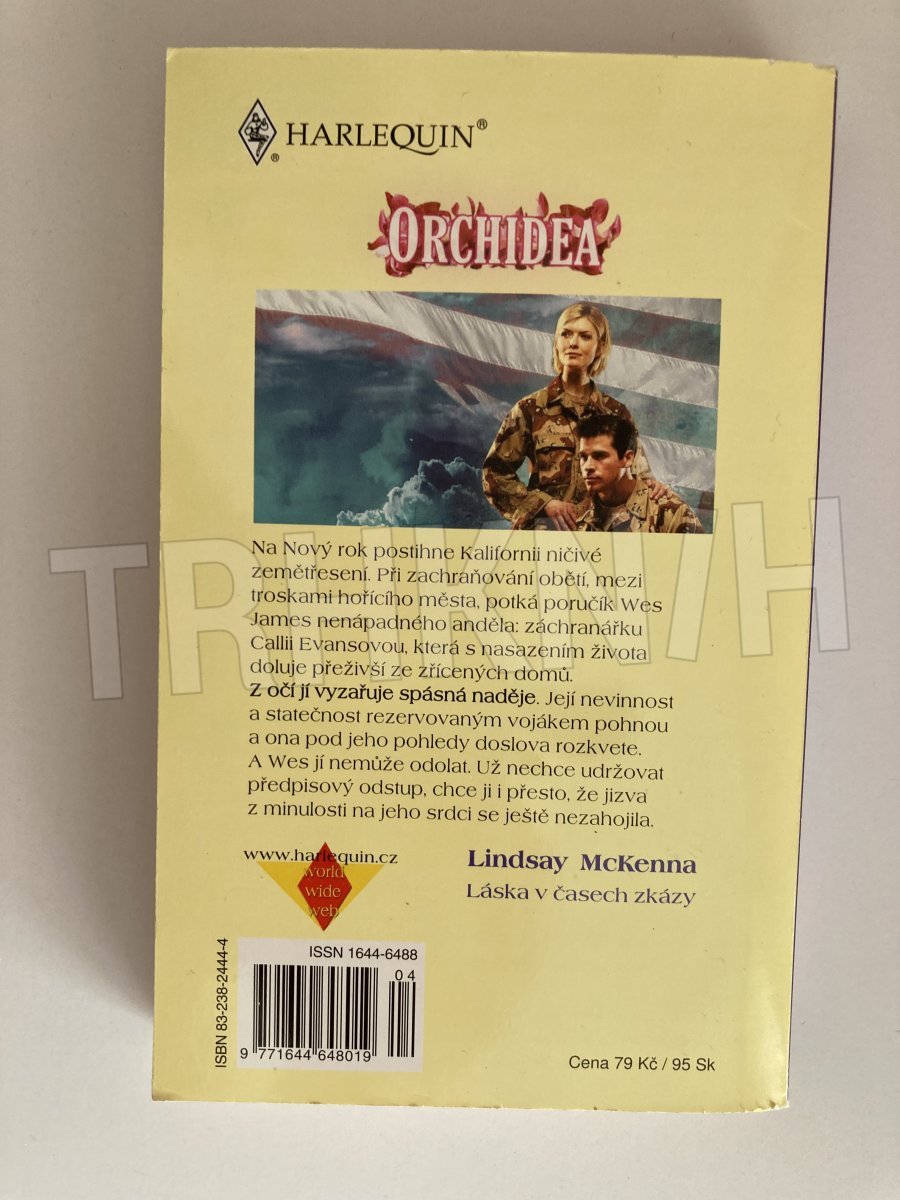 HARLEQUIN®
®
ORCHIDEA
Na Nový rok postihne Kalifornii ničivé
zemětřesení. Při zachraňování obětí, mezi
troskami hořícího města, potká poručík Wes
James nenápadného anděla: záchranářku
Callii Evansovou, která s nasazením života
doluje přeživší ze zřícených domů.
Z očí jí vyzařuje spásná naděje. Její nevinnost
a statečnost rezervovaným vojákem pohnou
a ona pod jeho pohledy doslova rozkvete.
A Wes jí nemůže odolat. Už nechce udržovat
předpisový odstup, chce ji i přesto, že jizva
z minulosti na jeho srdci se ještě nezahojila.
www.harlequin.cz
world
wide
web
Lindsay McKenna
Láska v časech zkázy
ISSN 1644-6488
04
9 771644 648019
ISBN 83-238-2444-4
Cena 79 Kč / 95 Sk